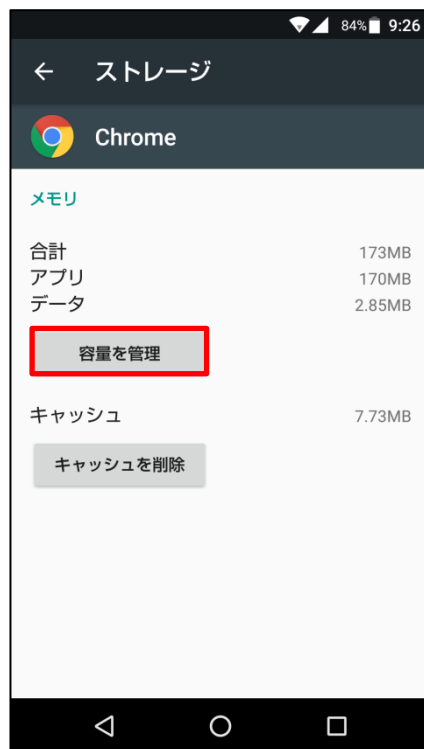 84% 9:26
ストレージ
Chrome
メモリ
合計 173MB
アプリ 170MB
データ 2.85MB
容量を管理
キャッシュ 7.73MB
キャッシュを削除